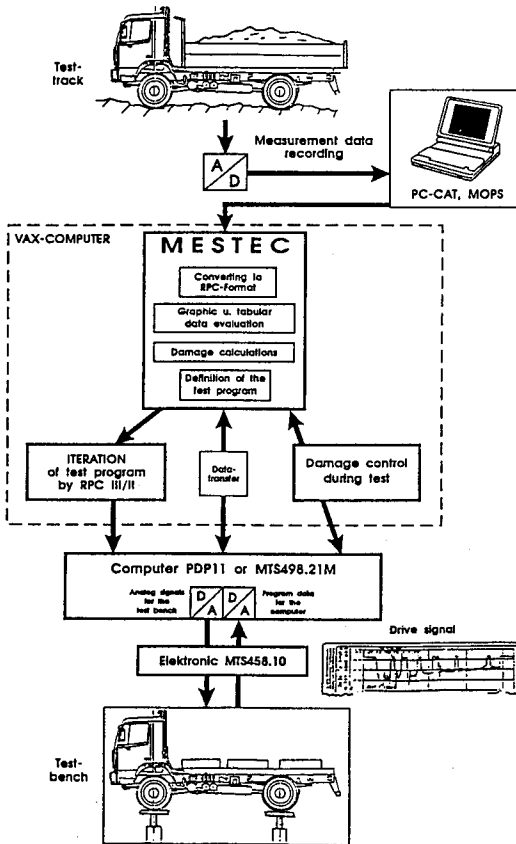 Test-
track
Measurement data
recording
A
D
PC-CAT, MOPS
VAX-COMPUTER
MESTEC
Converting in
RPC-Format
Graphic u. tabular
data evaluation
Damage calculations
Definition of the
test program
ITERATION
of test program
by RPC III/II
Data-
transfer
Damage control
during test
Computer PDP11 or MTS498.21M
Analog signals
for the
test bench
D
A
D
A
Program data
for the
computer
Drive signal
Elektronic MTS458.10
Test-
bench